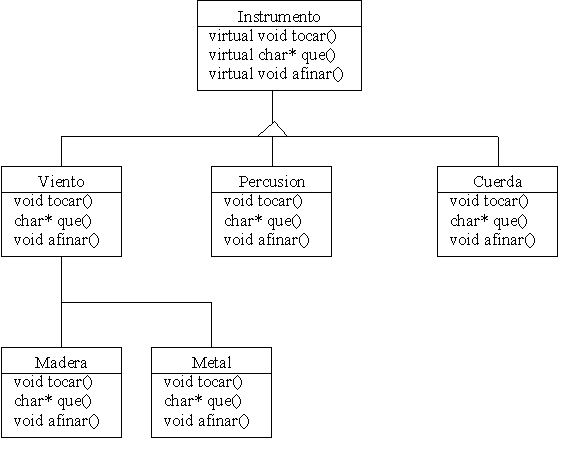 Instrumento
virtual void tocar()
virtual char* que()
virtual void afinar()
Viento
void tocar()
char* que()
void afinar()
Percusion
void tocar()
char* que()
void afinar()
Cuerda
void tocar()
char* que()
void afinar()
Madera
void tocar()
char* que()
void afinar()
Metal
void tocar()
char* que()
void afinar()